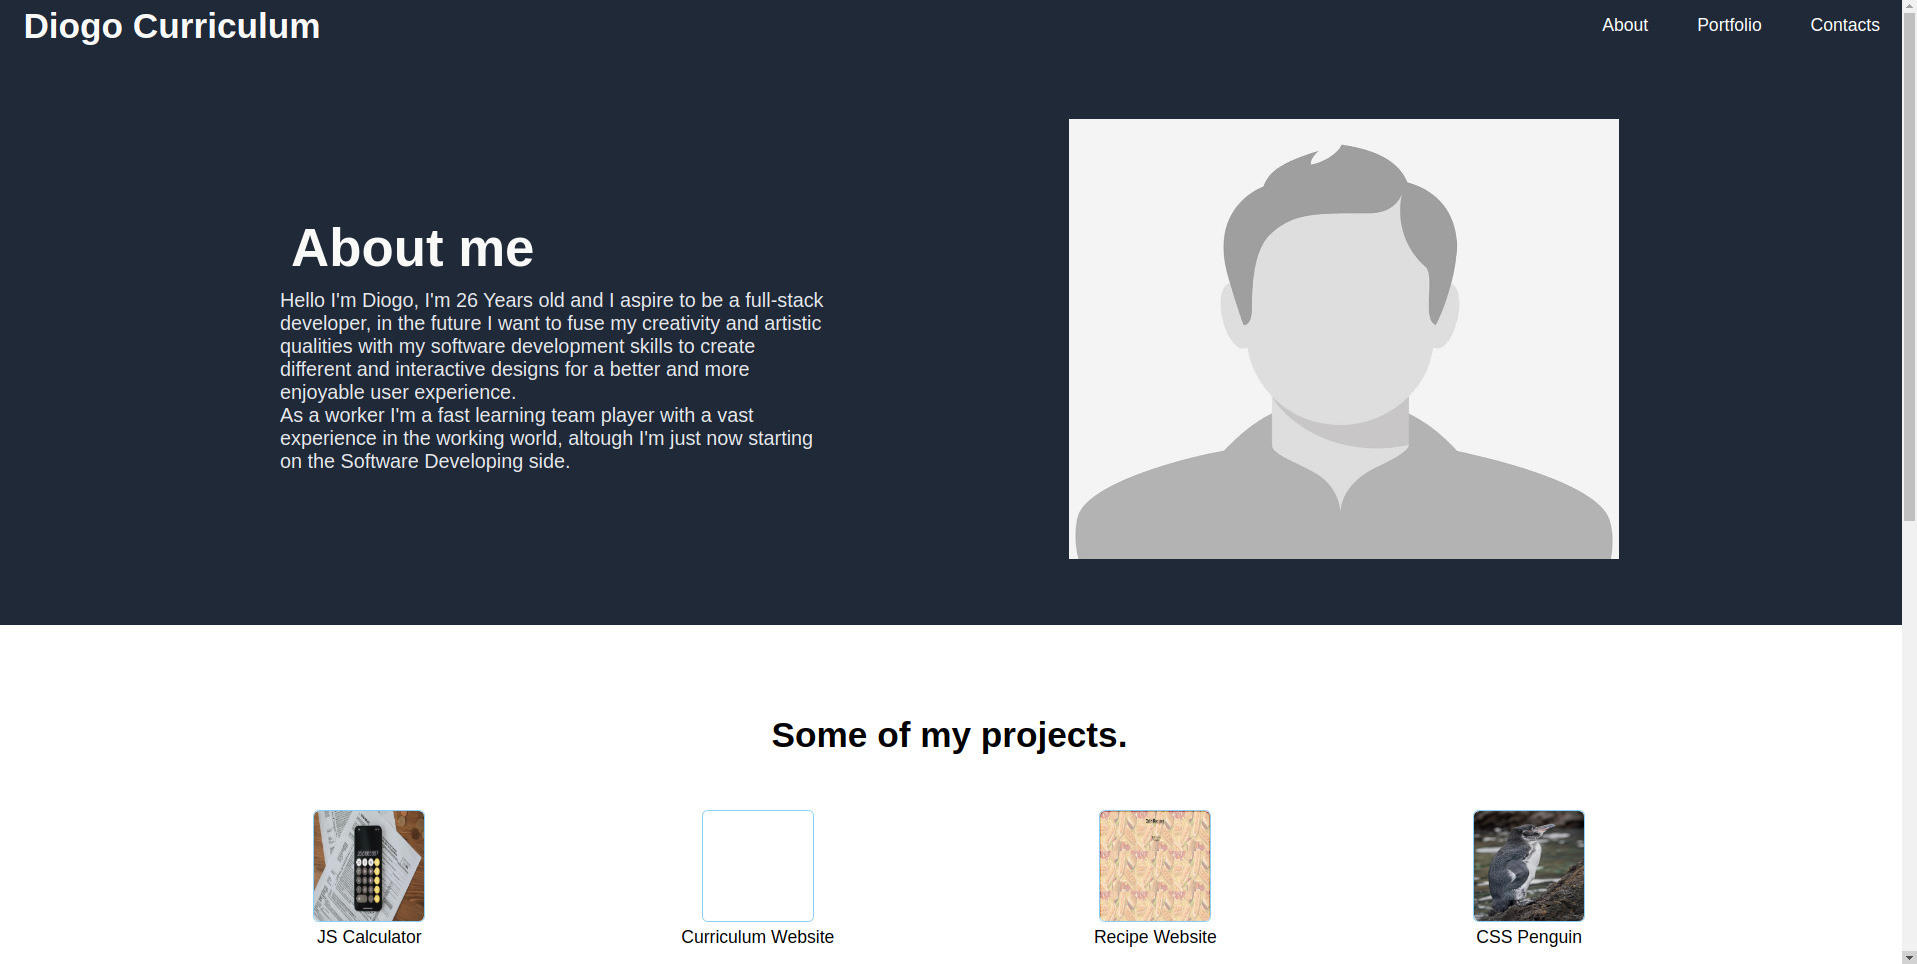 Diogo Curriculum
About Portfolio Contacts
About me
Hello I'm Diogo, I'm 26 Years old and I aspire to be a full-stack
developer, in the future I want to fuse my creativity and artistic
qualities with my software development skills to create
different and interactive designs for a better and more
enjoyable user experience.
As a worker I'm a fast learning team player with a vast
experience in the working world, altough I'm just now starting
on the Software Developing side.
Some of my projects.
JS Calculator
Curriculum Website
Recipe Website
CSS Penguin